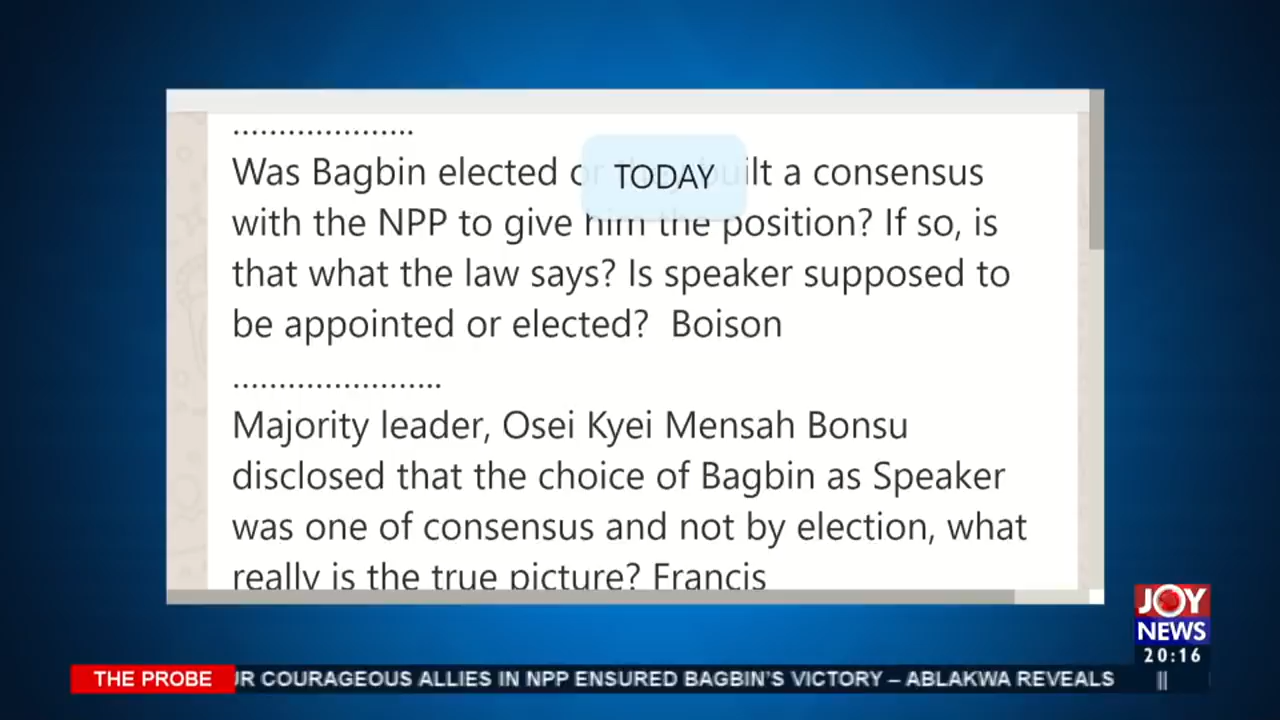 ....................
Was Bagbin elected or they built a consensus
TODAY
with the NPP to give him the position? If so, is
that what the law says? Is speaker supposed to
be appointed or elected? Boison
.......................
Majority leader, Osei Kyei Mensah Bonsu
disclosed that the choice of Bagbin as Speaker
was one of consensus and not by election, what
really is the true picture? Francis
JOY
NEWS
20:16
THE PROBE
UR COURAGEOUS ALLIES IN NPP ENSURED BAGBIN'S VICTORY – ABLAKWA REVEALS